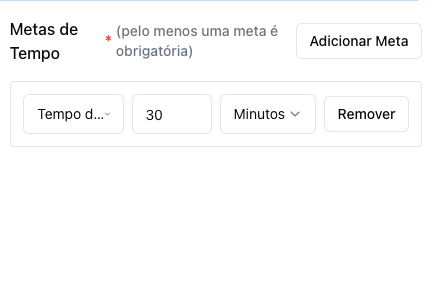 Metas de
Tempo
* (pelo menos uma meta é
obrigatória)
Adicionar Meta
Tempo d...
30
Minutos
Remover